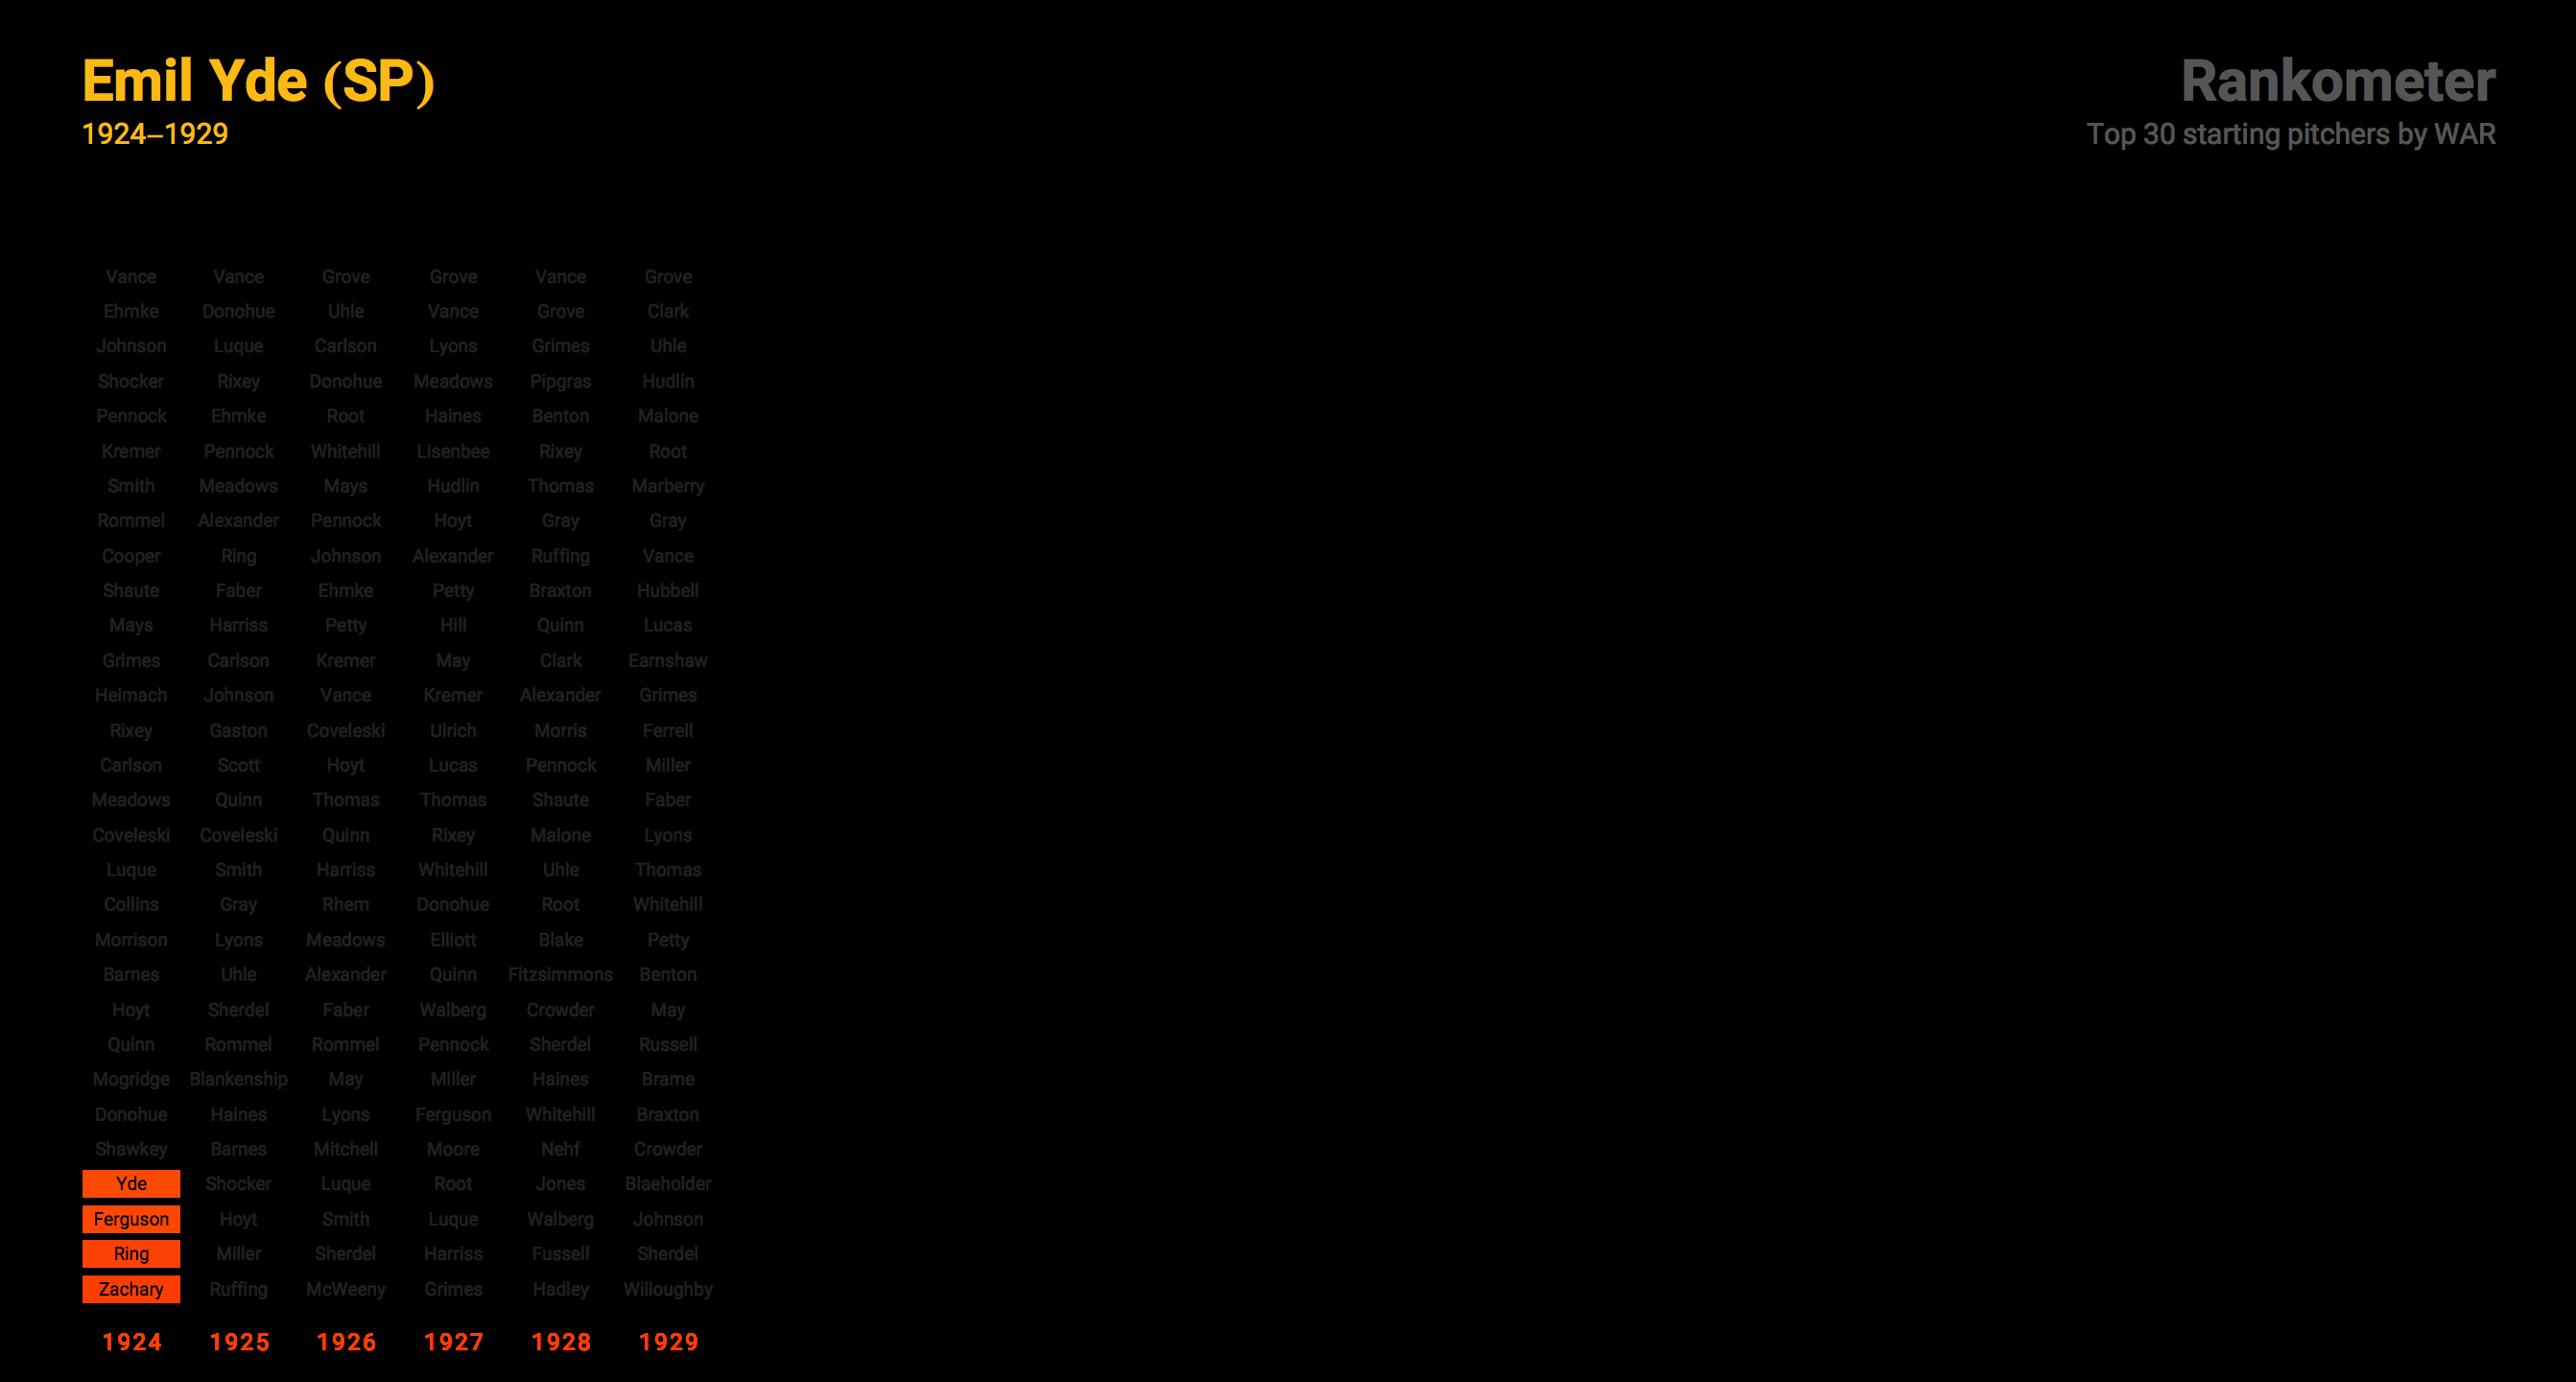 Emil Yde (SP)
1924–1929
Rankometer
Top 30 starting pitchers by WAR
Vance Vance Grove Grove Vance Grove
Ehmke Donohue Uhle Vance Grove Clark
Johnson Luque Carlson Lyons Grimes Uhle
Shocker Rixey Donohue Meadows Pipgras Hudlin
Pennock Ehmke Root Haines Benton Malone
Kremer Pennock Whitehill Lisenbee Rixey Root
Smith Meadows Mays Hudlin Thomas Marberry
Rommel Alexander Pennock Hoyt Gray Gray
Cooper Ring Johnson Alexander Ruffing Vance
Shaute Faber Ehmke Petty Braxton Hubbell
Mays Harriss Petty Hill Quinn Lucas
Grimes Carlson Kremer May Clark Earnshaw
Heimach Johnson Vance Kremer Alexander Grimes
Rixey Gaston Coveleski Ulrich Morris Ferrell
Carlson Scott Hoyt Lucas Pennock Miller
Meadows Quinn Thomas Thomas Shaute Faber
Coveleski Coveleski Quinn Rixey Malone Lyons
Luque Smith Harriss Whitehill Uhle Thomas
Collins Gray Rhem Donohue Root Whitehill
Morrison Lyons Meadows Elliott Blake Petty
Barnes Uhle Alexander Quinn Fitzsimmons Benton
Hoyt Sherdel Faber Walberg Crowder May
Quinn Rommel Rommel Pennock Sherdel Russell
Mogridge Blankenship May Miller Haines Brame
Donohue Haines Lyons Ferguson Whitehill Braxton
Shawkey Barnes Mitchell Moore Nehf Crowder
Yde Shocker Luque Root Jones Blaeholder
Ferguson Hoyt Smith Luque Walberg Johnson
Ring Miller Sherdel Harriss Fussell Sherdel
Zachary Ruffing McWeeny Grimes Hadley Willoughby
1924 1925 1926 1927 1928 1929